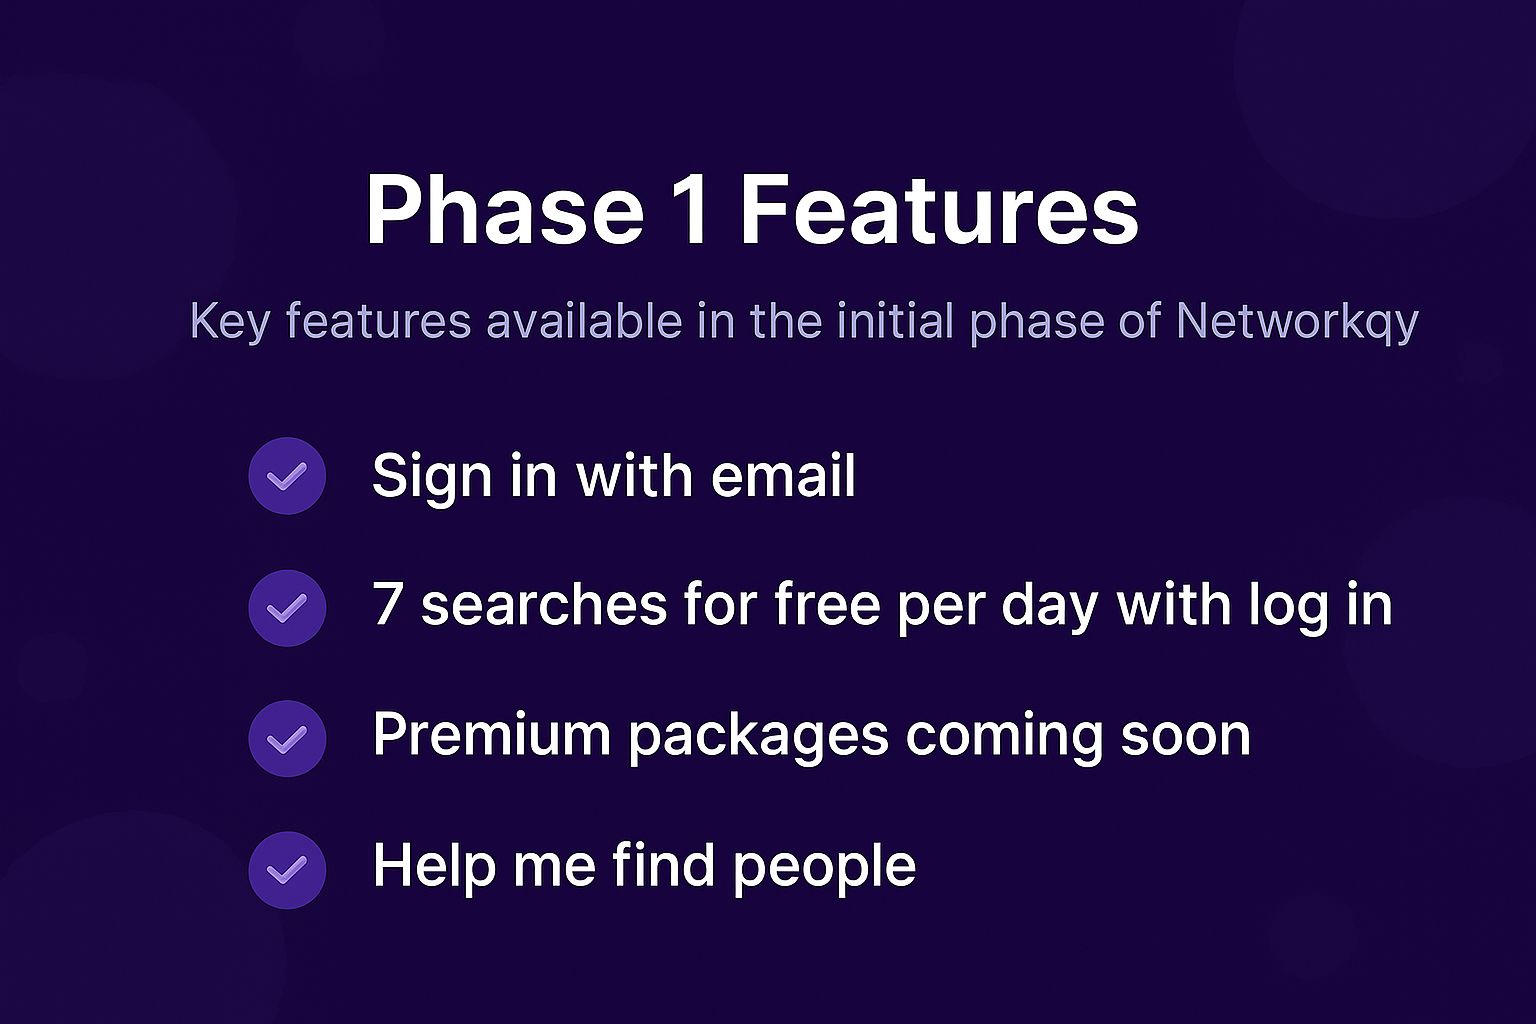 Phase 1 Features
Key features available in the initial phase of Networkqy
Sign in with email
7 searches for free per day with log in
Premium packages coming soon
Help me find people